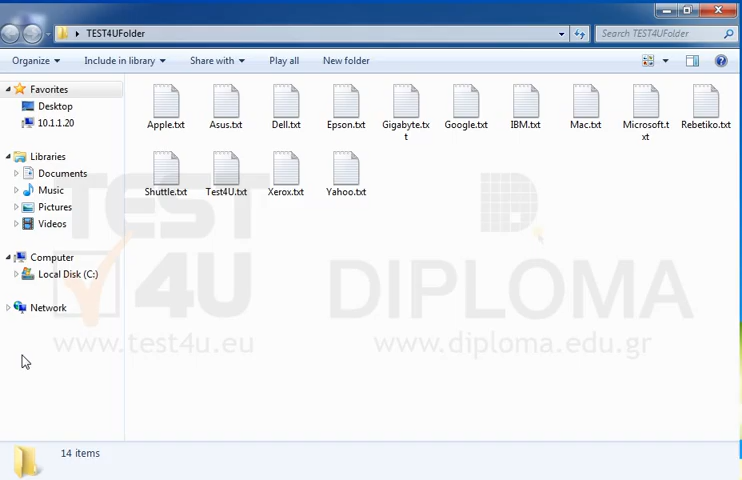 TEST4UFolder
Search TEST4UFolder
Organize Include in library Share with Play all New folder
Favorites
Desktop
10.1.1.20
Libraries
Documents
Music
Pictures
Videos
Computer
Local Disk (C:)
Network
Apple.txt Asus.txt Dell.txt Epson.txt Gigabyte.tx
t Google.txt IBM.txt Mac.txt Microsoft.t
xt Rebetiko.txt
Shuttle.txt Test4U.txt Xerox.txt Yahoo.txt
TEST
4U
www.test4u.eu
DIPLOMA
www.diploma.edu.gr
14 items